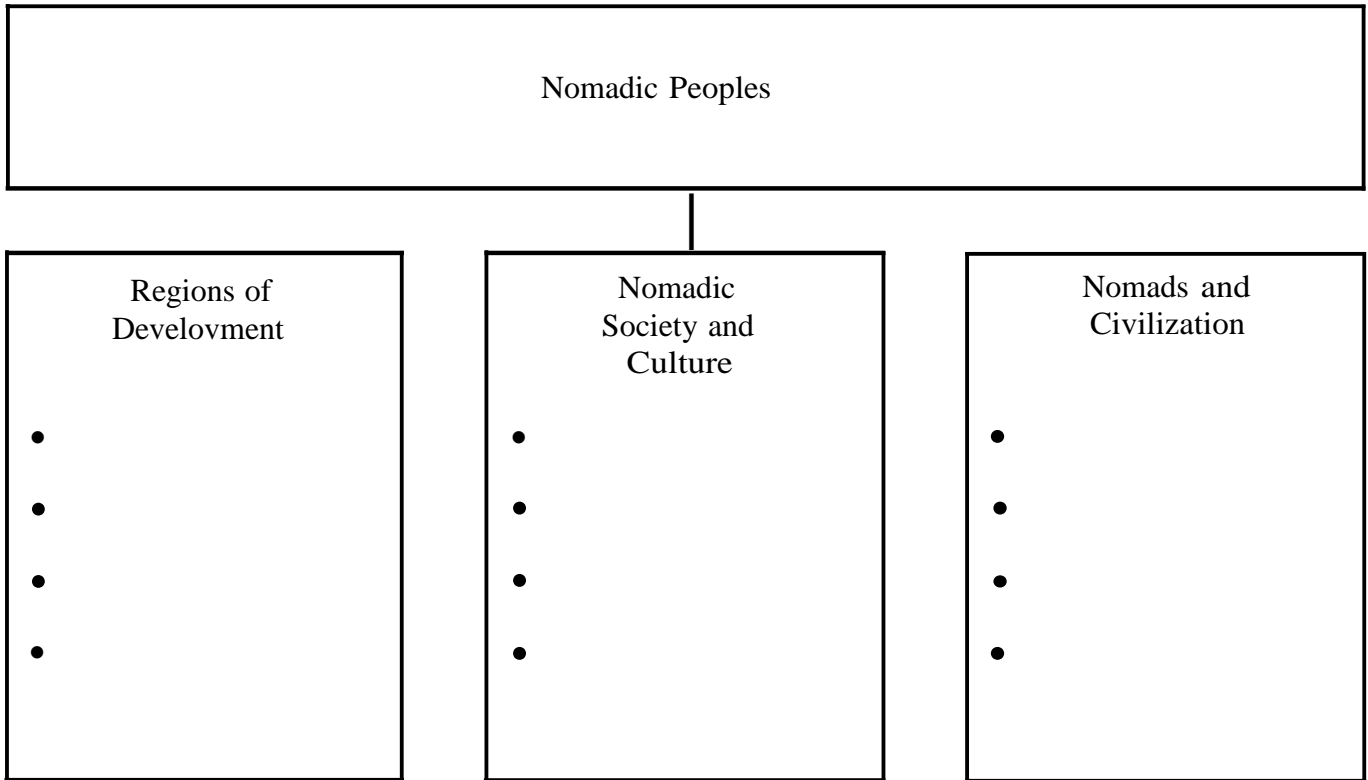 Nomadic Peoples
Regions of
Develovment
•
•
•
•
Nomadic
Society and
Culture
•
•
•
•
Nomads and
Civilization
•
•
•
•